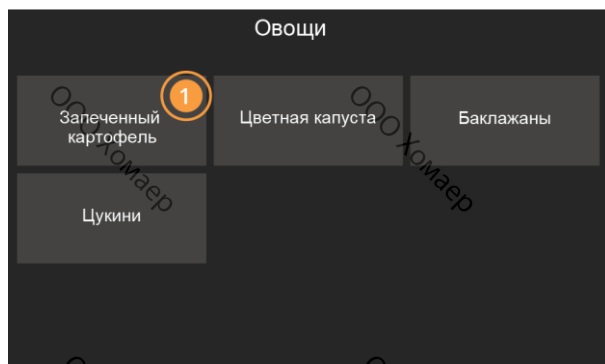 Овощи
1
Запеченный
картофель
Цветная капуста
Баклажаны
Цукини
ООО Хомаер
ООО Хомаер